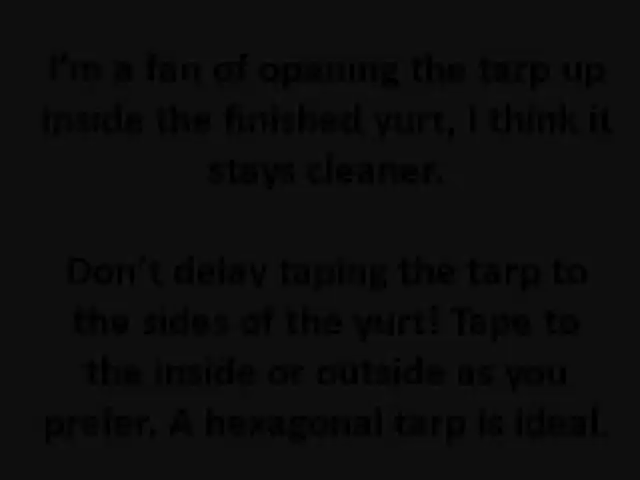 I'm a fan of opening the tarp up
inside the finished yurt, I think it
stays cleaner.
Don't delay taping the tarp to
the sides of the yurt! Tape to
the inside or outside as you
prefer. A hexagonal tarp is ideal.